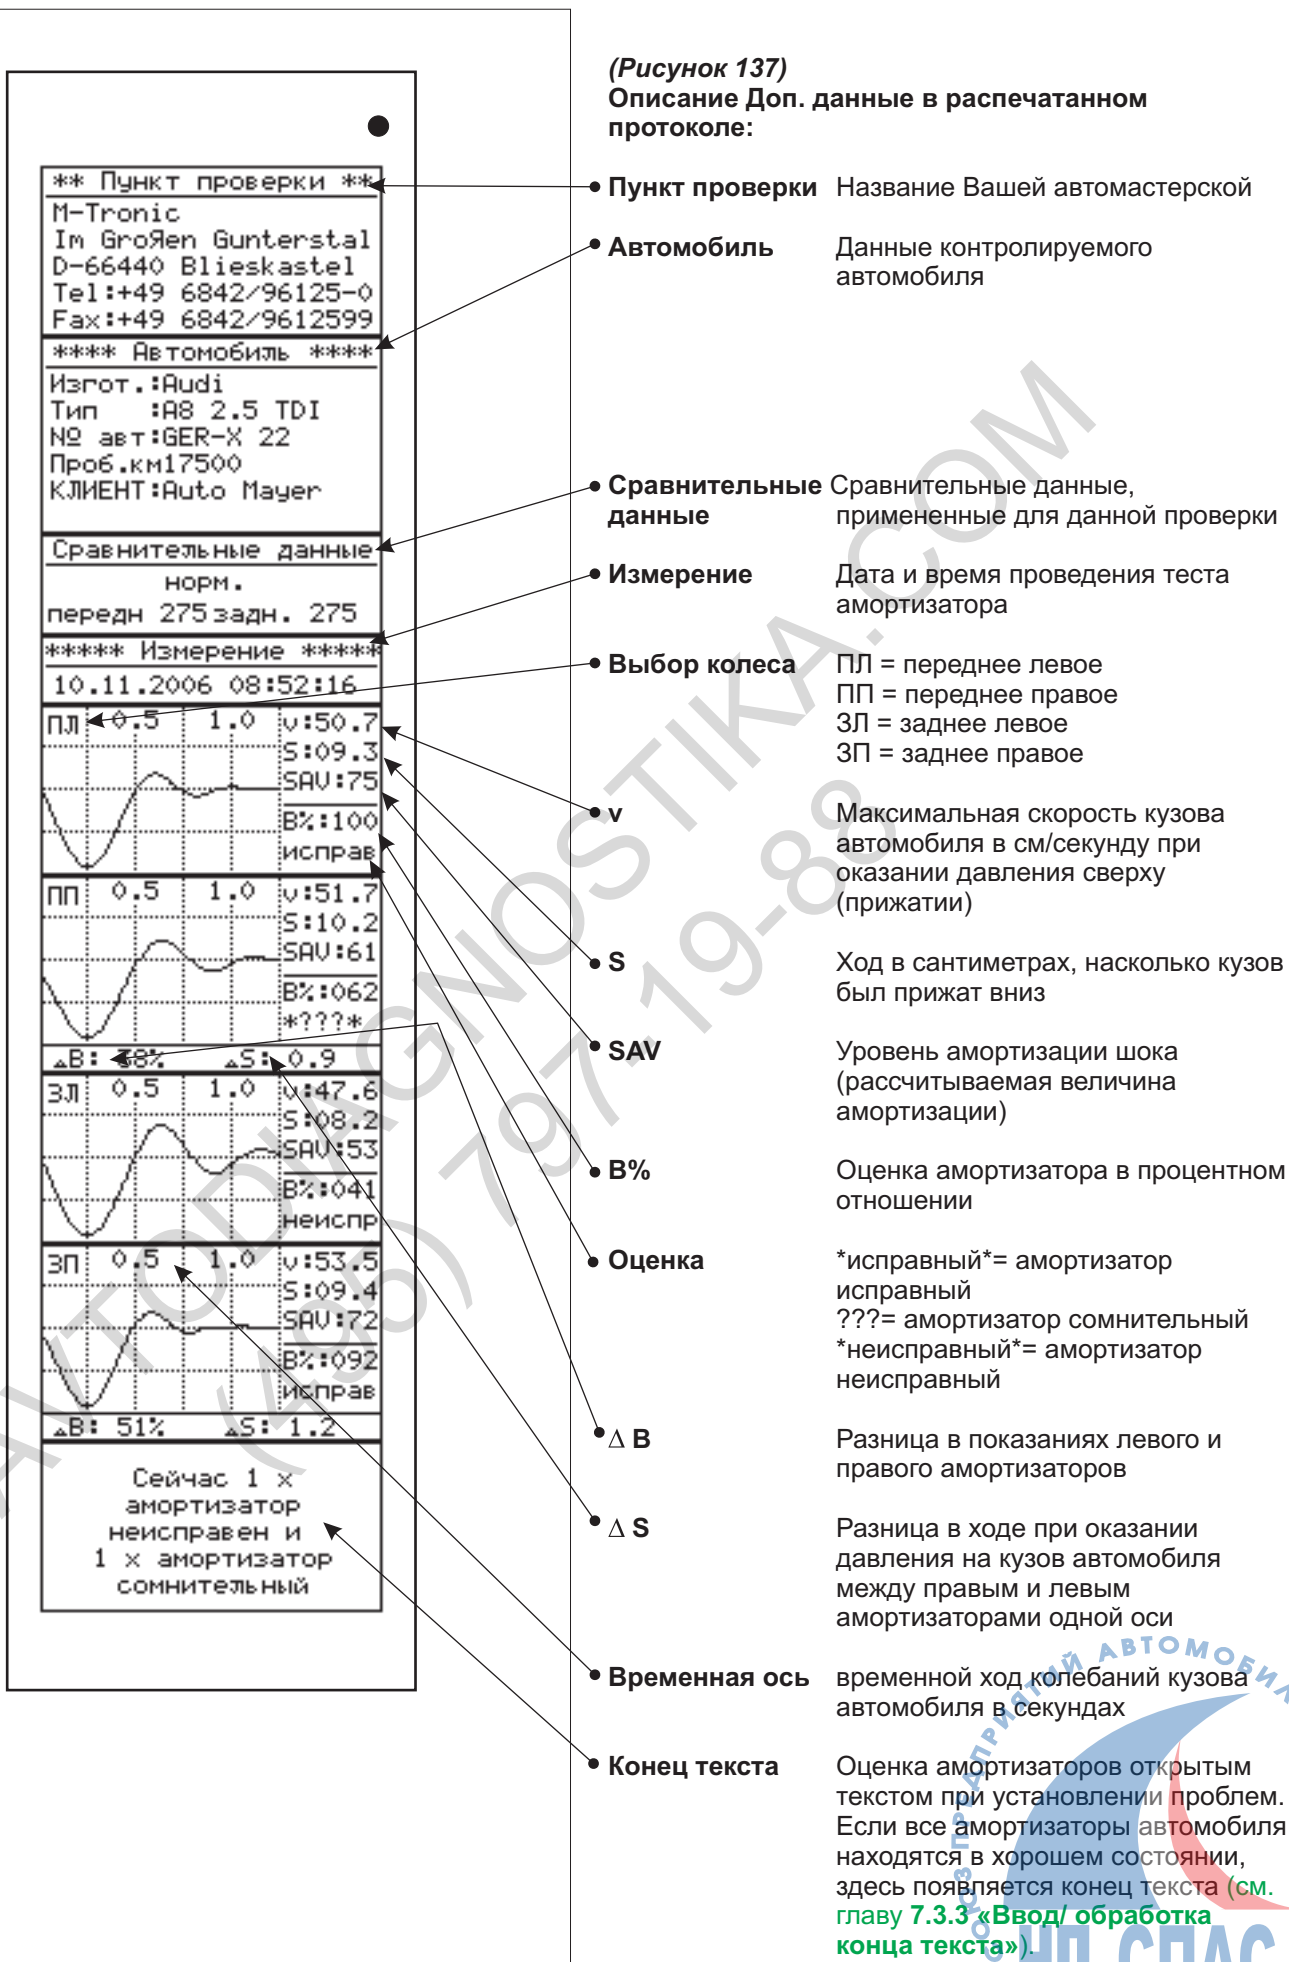 (Рисунок 137)
Описание Доп. данные в распечатанном
протоколе:
** Пункт проверки **
M-Tronic
Im GroЯen Gunterstal
D-66440 Blieskastel
Tel:+49 6842/96125-0
Fax:+49 6842/9612599
**** Автомобиль ****
Изгот.:Audi
Тип :A8 2.5 TDI
№ авт:GER-X 22
Проб.км17500
КЛИЕНТ:Auto Mayer
Сравнительные данные
норм.
передн 275 задн. 275
***** Измерение *****
10.11.2006 08:52:16
ПЛ 0.5 1.0 v:50.7
S:09.3
SAV:75
B%:100
исправ
ПП 0.5 1.0 v:51.7
S:10.2
SAV:61
B%:062
*???*
△B: 38% △S: 0.9
ЗЛ 0.5 1.0 v:47.6
S:08.2
SAV:53
B%:041
неиспр
ЗП 0.5 1.0 v:53.5
S:09.4
SAV:72
B%:092
исправ
△B: 51% △S: 1.2
Сейчас 1 x
амортизатор
неисправен и
1 x амортизатор
сомнительный
Пункт проверки Название Вашей автомастерской
Автомобиль Данные контролируемого
автомобиля
Сравнительные Сравнительные данные,
данные примененные для данной проверки
Измерение Дата и время проведения теста
амортизатора
Выбор колеса ПЛ = переднее левое
ПП = переднее правое
ЗЛ = заднее левое
ЗП = заднее правое
v Максимальная скорость кузова
автомобиля в см/секунду при
оказании давления сверху
(прижатии)
S Ход в сантиметрах, насколько кузов
был прижат вниз
SAV Уровень амортизации шока
(рассчитываемая величина
амортизации)
B% Оценка амортизатора в процентном
отношении
Оценка *исправный*= амортизатор
исправный
???= амортизатор сомнительный
*неисправный*= амортизатор
неисправный
Δ B Разница в показаниях левого и
правого амортизаторов
Δ S Разница в ходе при оказании
давления на кузов автомобиля
между правым и левым
амортизаторами одной оси
Временная ось временной ход колебаний кузова
автомобиля в секундах
Конец текста Оценка амортизаторов открытым
текстом при установлении проблем.
Если все амортизаторы автомобиля
находятся в хорошем состоянии,
здесь появляется конец текста (см.
главу 7.3.3 «Ввод/ обработка
конца текста»).
AVTODIAGNOSTIKA.COM
(495) 797-19-88
СОЮЗ ПРЕДПРИЯТИЙ
НП СПАС